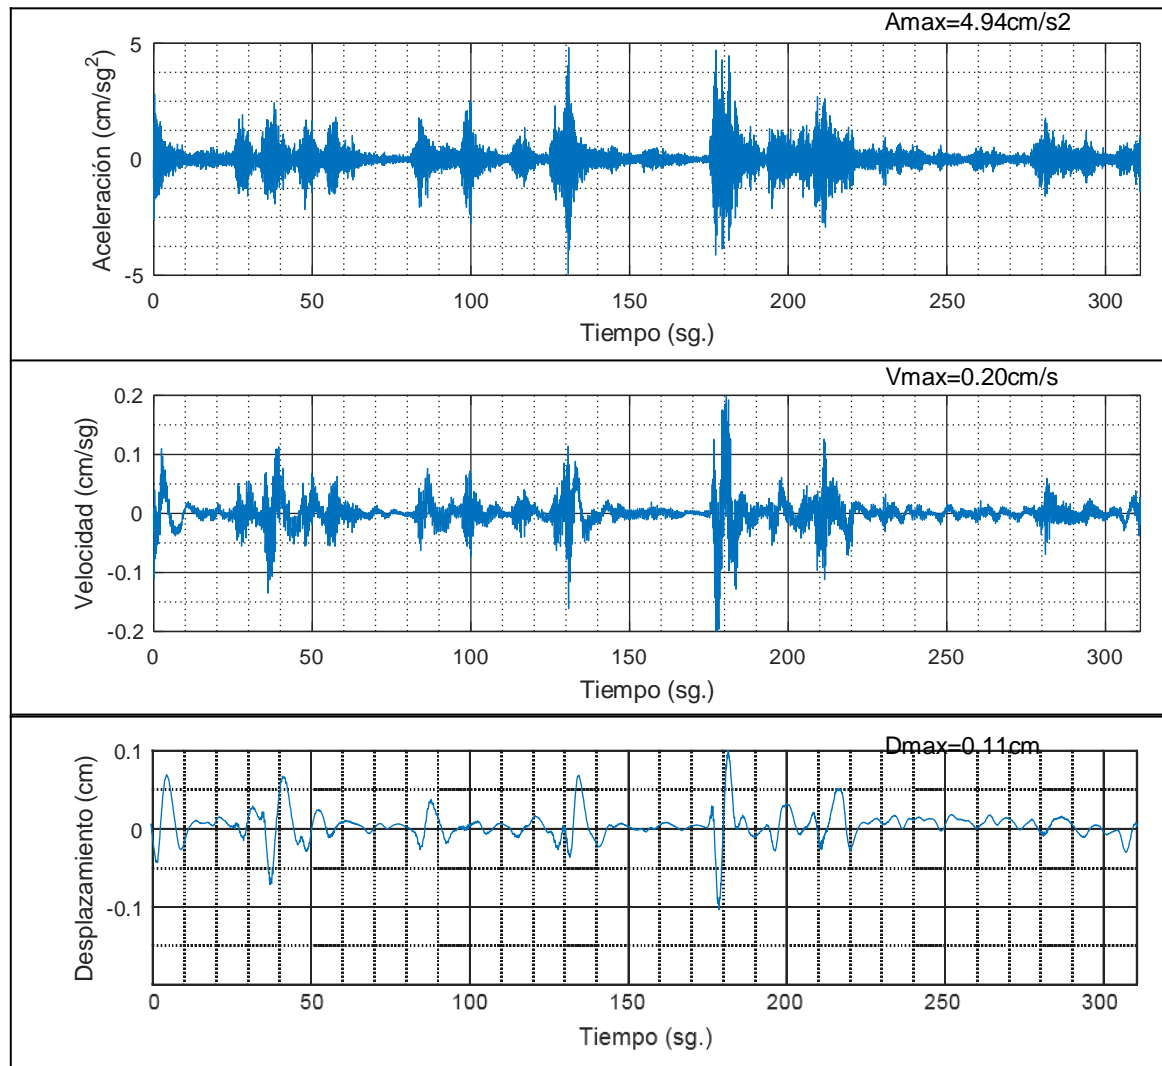 Amax=4.94cm/s2
5
0
-5
Aceleración (cm/sg²)
0 50 100 150 200 250 300
Tiempo (sg.)
Vmax=0.20cm/s
0.2
0.1
0
-0.1
-0.2
Velocidad (cm/sg)
0 50 100 150 200 250 300
Tiempo (sg.)
Dmax=0.11cm
0.1
0
-0.1
Desplazamiento (cm)
0 50 100 150 200 250 300
Tiempo (sg.)